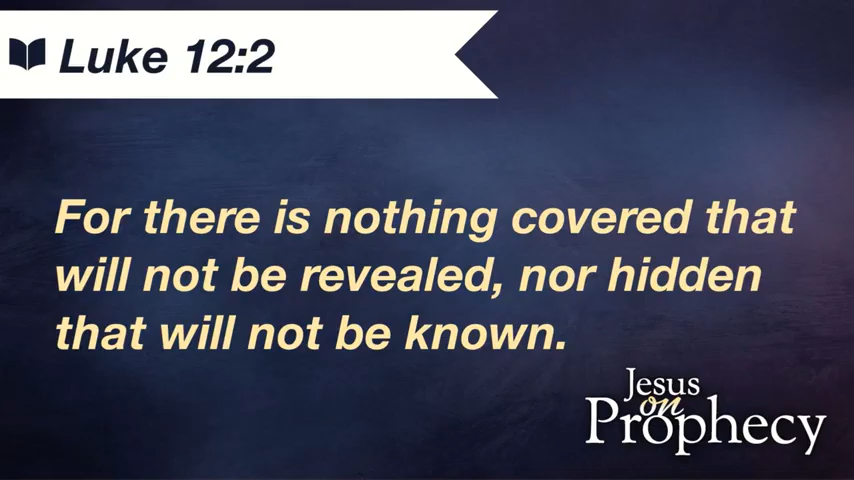 Luke 12:2
For there is nothing covered that
will not be revealed, nor hidden
that will not be known.
Jesus
on
Prophecy